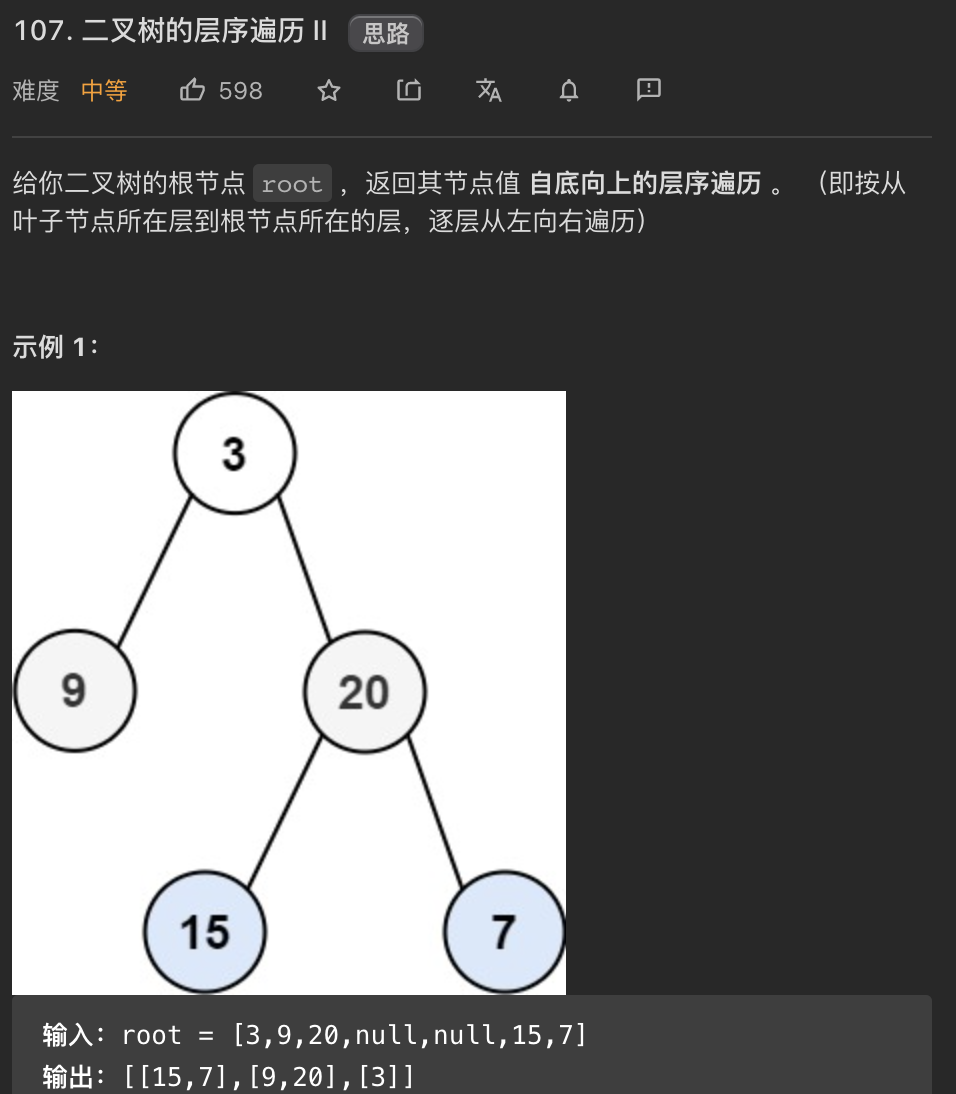 107. 二叉树的层序遍历 II 思路
难度 中等 598
给你二叉树的根节点 root ，返回其节点值 自底向上的层序遍历 。 （即按从
叶子节点所在层到根节点所在的层，逐层从左向右遍历）
示例 1：
3
9 20
15 7
输入：root = [3,9,20,null,null,15,7]
输出：[[15,7],[9,20],[3]]